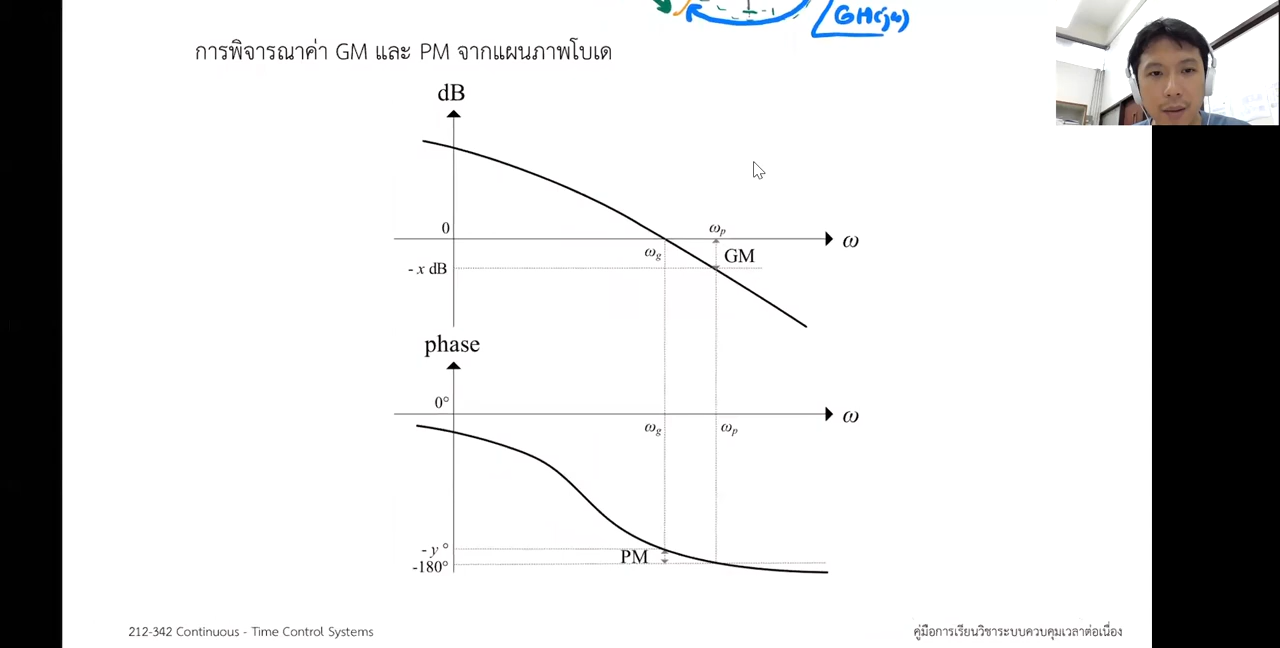 GH(jω)
การพิจารณาค่า GM และ PM จากแผนภาพโบเด
dB
0
ωp
ω
ωg
GM
- x dB
phase
0°
ω
ωg
ωp
- y °
PM
-180°
212-342 Continuous - Time Control Systems
คู่มือการเรียนวิชาระบบควบคุมเวลาต่อเนื่อง